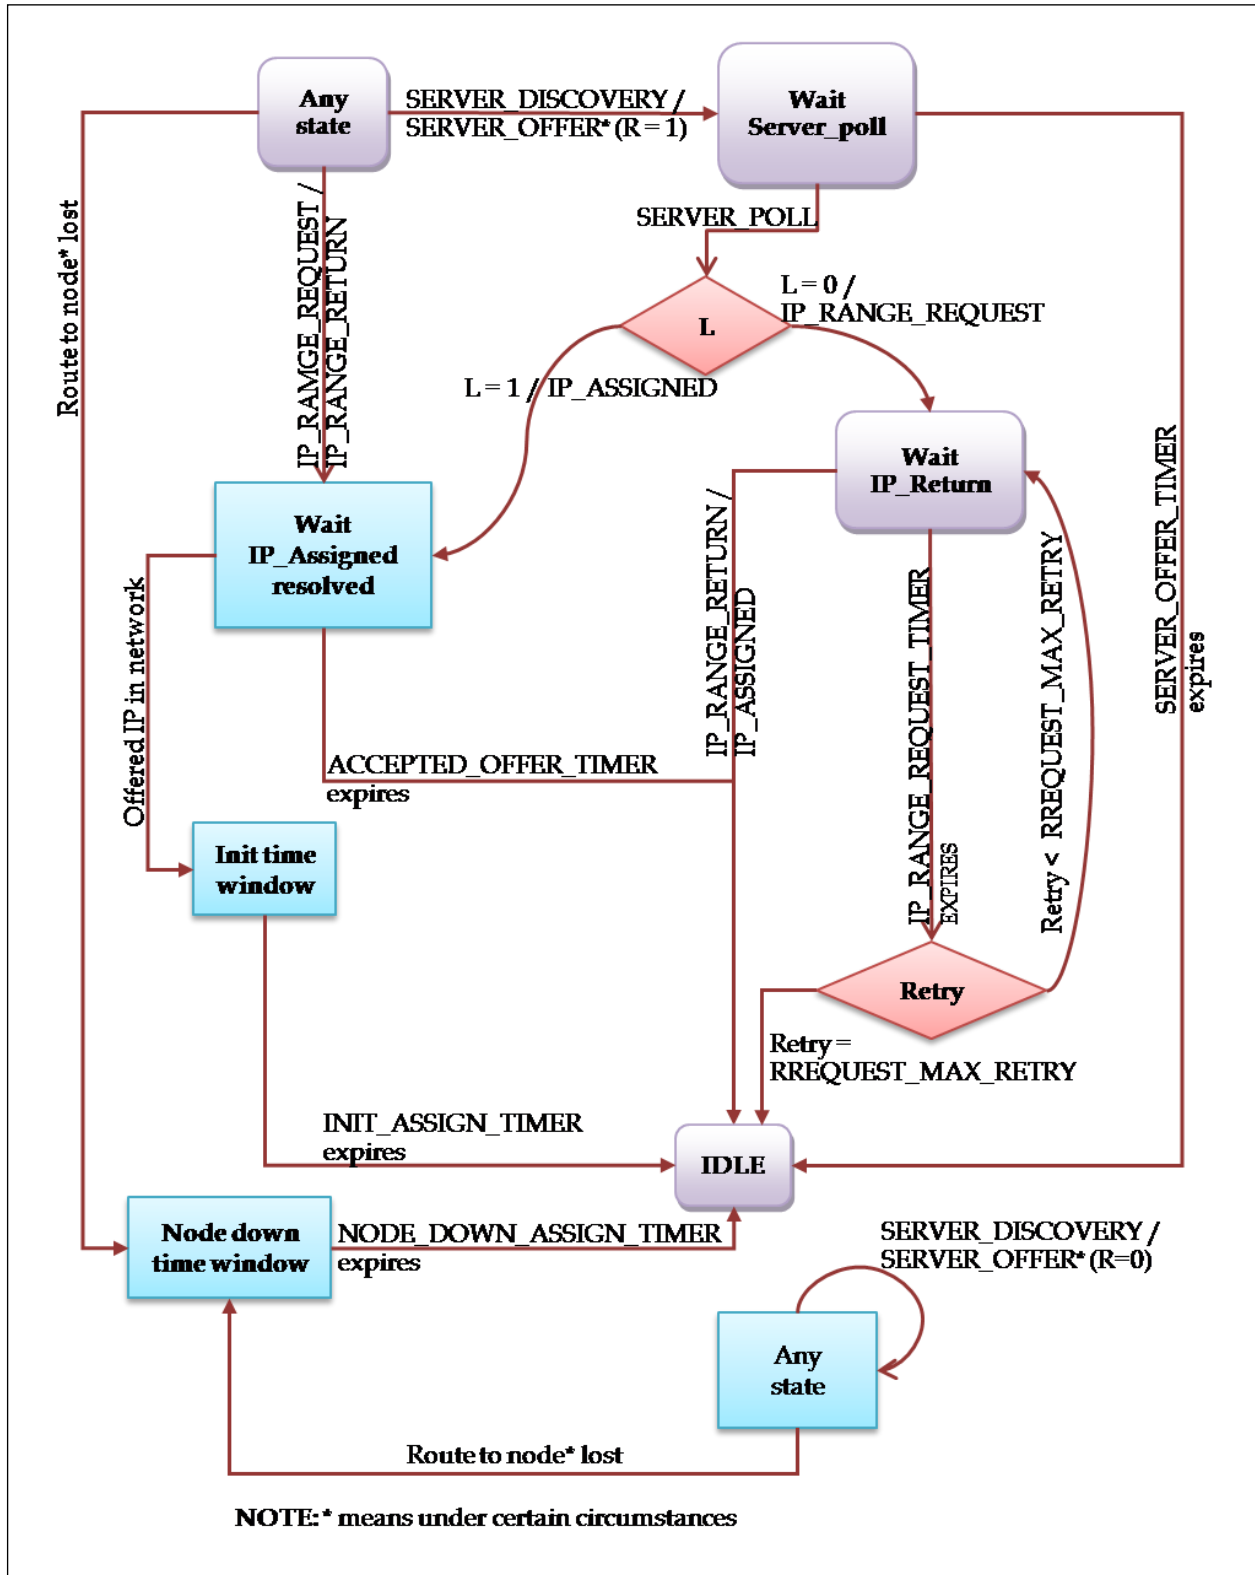 Any
state
SERVER_DISCOVERY /
SERVER_OFFER* (R = 1)
Wait
Server_poll
Route to node* lost
IP_RAMGE_REQUEST /
IP_RANGE_RETURN
SERVER_POLL
L = 0 /
IP_RANGE_REQUEST
L
L = 1 / IP_ASSIGNED
Wait
IP_Return
Wait
IP_Assigned
resolved
SERVER_OFFER_TIMER
expires
IP_RANGE_RETURN /
IP_ASSIGNED
IP_RANGE_REQUEST_TIMER
EXPIRES
Retry < RREQUEST_MAX_RETRY
Offered IP in network
ACCEPTED_OFFER_TIMER
expires
Init time
window
Retry
Retry =
RREQUEST_MAX_RETRY
INIT_ASSIGN_TIMER
expires
IDLE
Node down
time window
NODE_DOWN_ASSIGN_TIMER
expires
SERVER_DISCOVERY /
SERVER_OFFER* (R=0)
Any
state
Route to node* lost
NOTE: * means under certain circumstances